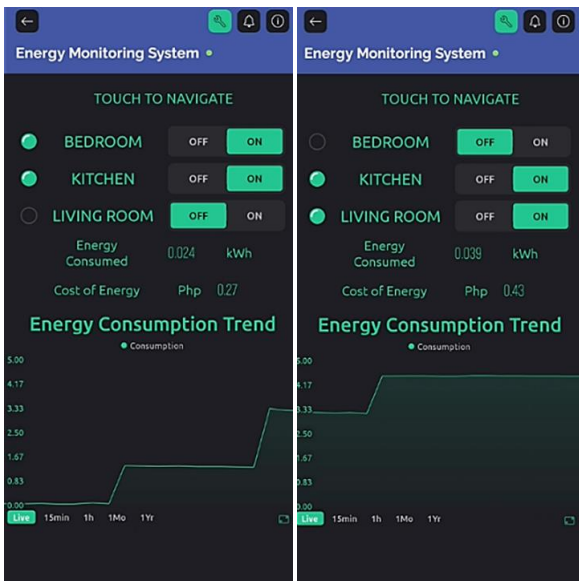 Energy Monitoring System
TOUCH TO NAVIGATE
BEDROOM OFF ON
KITCHEN OFF ON
LIVING ROOM OFF ON
Energy
Consumed 0.024 kWh
Cost of Energy Php 0.27
Energy Consumption Trend
Consumption
5.00
4.17
3.33
2.50
1.67
0.83
0.00
Live 15min 1h 1Mo 1Yr
Energy Monitoring System
TOUCH TO NAVIGATE
BEDROOM OFF ON
KITCHEN OFF ON
LIVING ROOM OFF ON
Energy
Consumed 0.039 kWh
Cost of Energy Php 0.43
Energy Consumption Trend
Consumption
5.00
4.17
3.33
2.50
1.67
0.83
0.00
Live 15min 1h 1Mo 1Yr